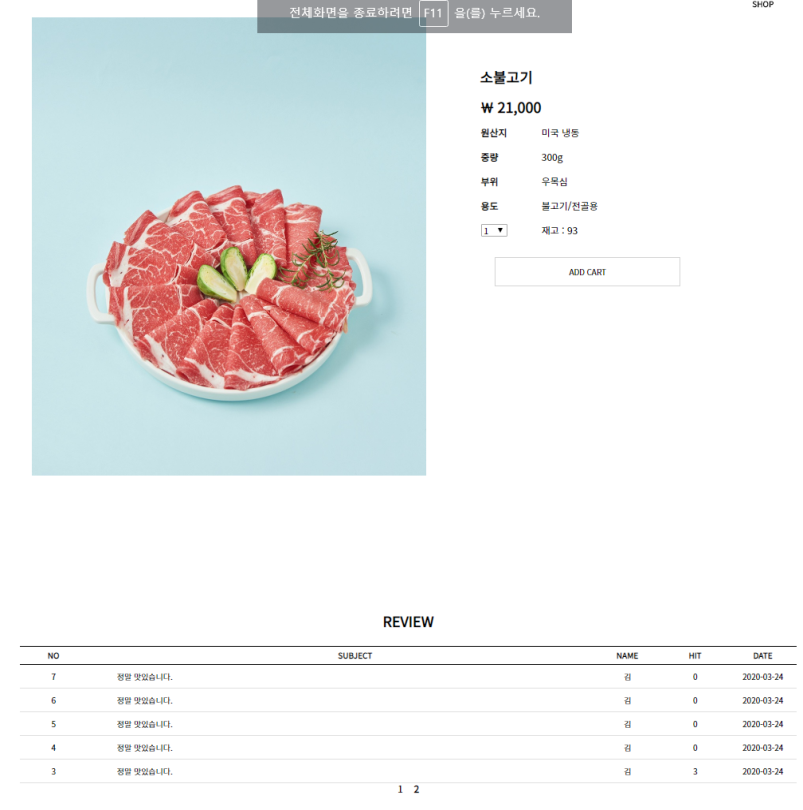 전체화면을 종료하려면 F11 을(를) 누르세요.
SHOP
소불고기
₩ 21,000
원산지 미국 냉동
중량 300g
부위 우목심
용도 불고기/전골용
1 ▼ 재고 : 93
ADD CART
REVIEW
NO SUBJECT NAME HIT DATE
7 정말 맛있습니다. 김 0 2020-03-24
6 정말 맛있습니다. 김 0 2020-03-24
5 정말 맛있습니다. 김 0 2020-03-24
4 정말 맛있습니다. 김 0 2020-03-24
3 정말 맛있습니다. 김 3 2020-03-24
1 2